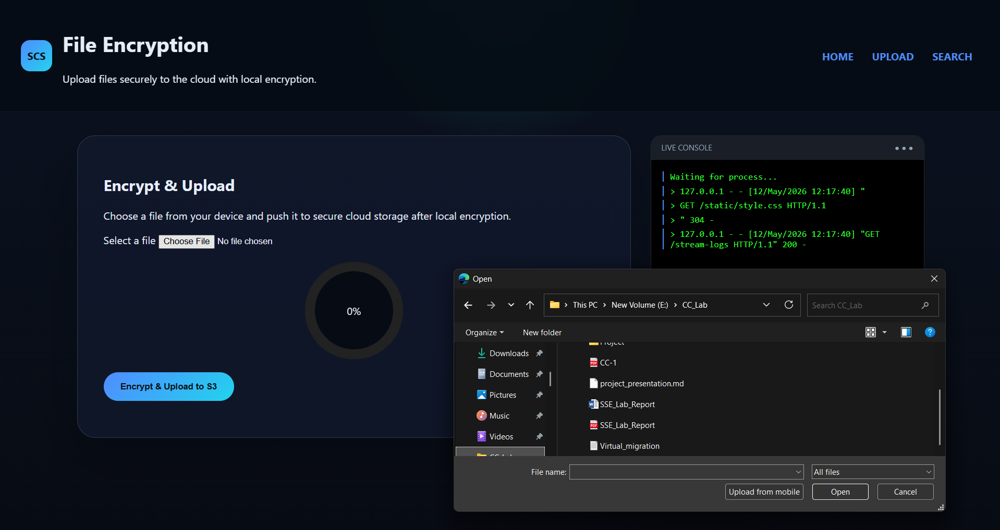 SCS
File Encryption
Upload files securely to the cloud with local encryption.
HOME UPLOAD SEARCH
Encrypt & Upload
Choose a file from your device and push it to secure cloud storage after local encryption.
Select a file Choose File No file chosen
0%
Encrypt & Upload to S3
LIVE CONSOLE
Waiting for process...
> 127.0.0.1 - - [12/May/2026 12:17:40] "
> GET /static/style.css HTTP/1.1
> " 304 -
> 127.0.0.1 - - [12/May/2026 12:17:40] "GET
/stream-logs HTTP/1.1" 200 -
Open
This PC > New Volume (E:) > CC_Lab
Search CC_Lab
Organize New folder
Downloads
Documents
Pictures
Music
Videos
Project
CC-1
project_presentation.md
SSE_Lab_Report
SSE_Lab_Report
Virtual_migration
File name:
All files
Upload from mobile Open Cancel